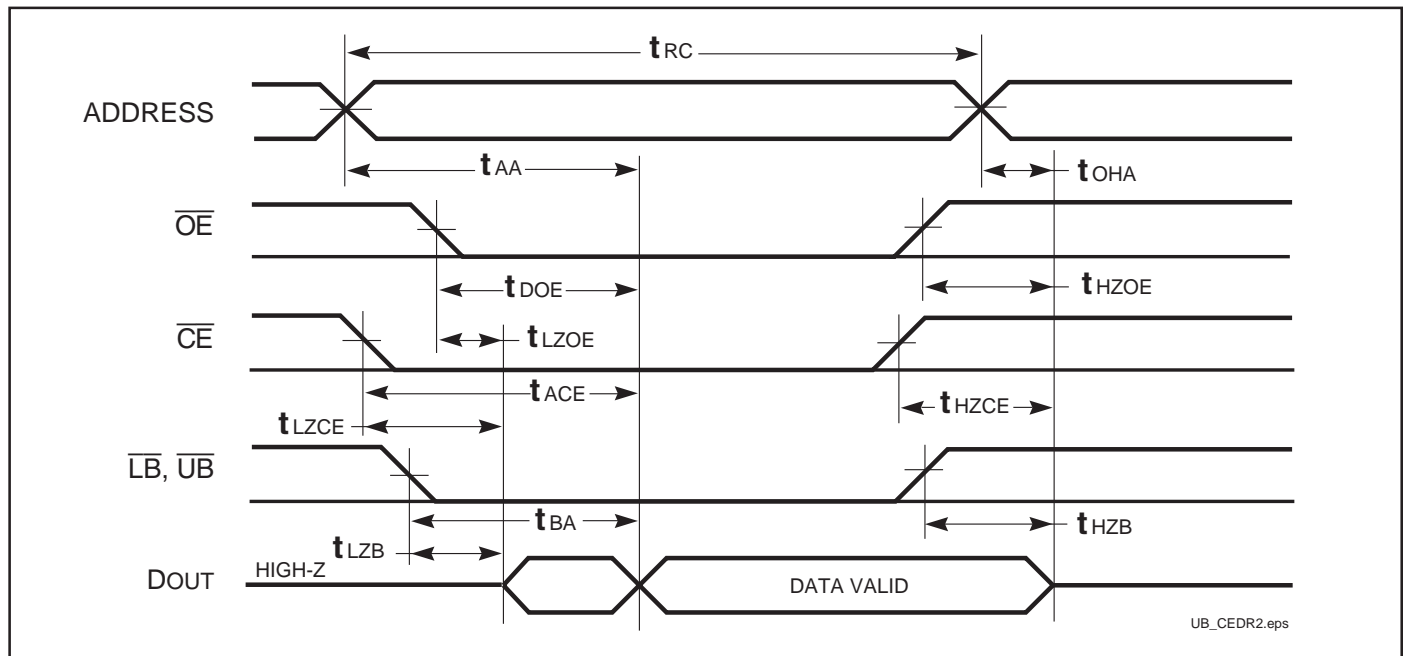 tRC
ADDRESS
tAA
tOHA
OE
tDOE
tHZOE
CE
tLZOE
tACE
tHZCE
tLZCE
LB, UB
tBA
tHZB
tLZB
DOUT
HIGH-Z
DATA VALID
UB_CEDR2.eps